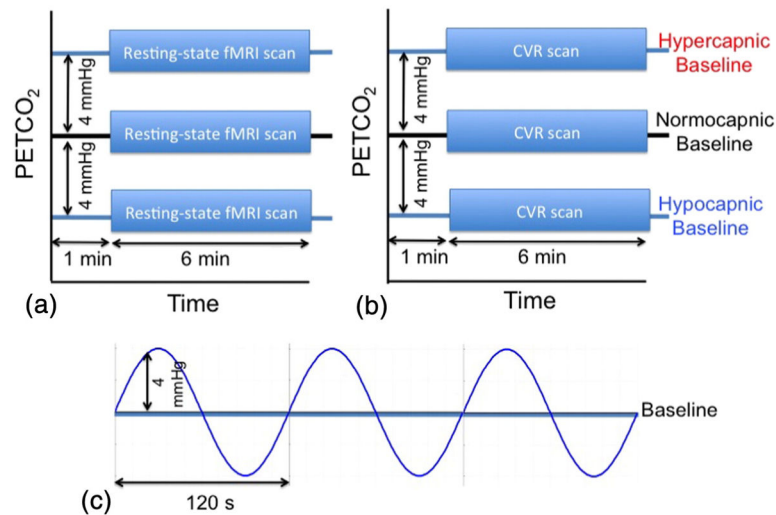 PETCO2
Resting-state fMRI scan
4 mmHg
Resting-state fMRI scan
4 mmHg
Resting-state fMRI scan
1 min
6 min
(a)
Time
PETCO2
CVR scan
Hypercapnic
Baseline
4 mmHg
CVR scan
Normocapnic
Baseline
4 mmHg
CVR scan
Hypocapnic
Baseline
1 min
6 min
(b)
Time
4
mmHg
Baseline
120 s
(c)